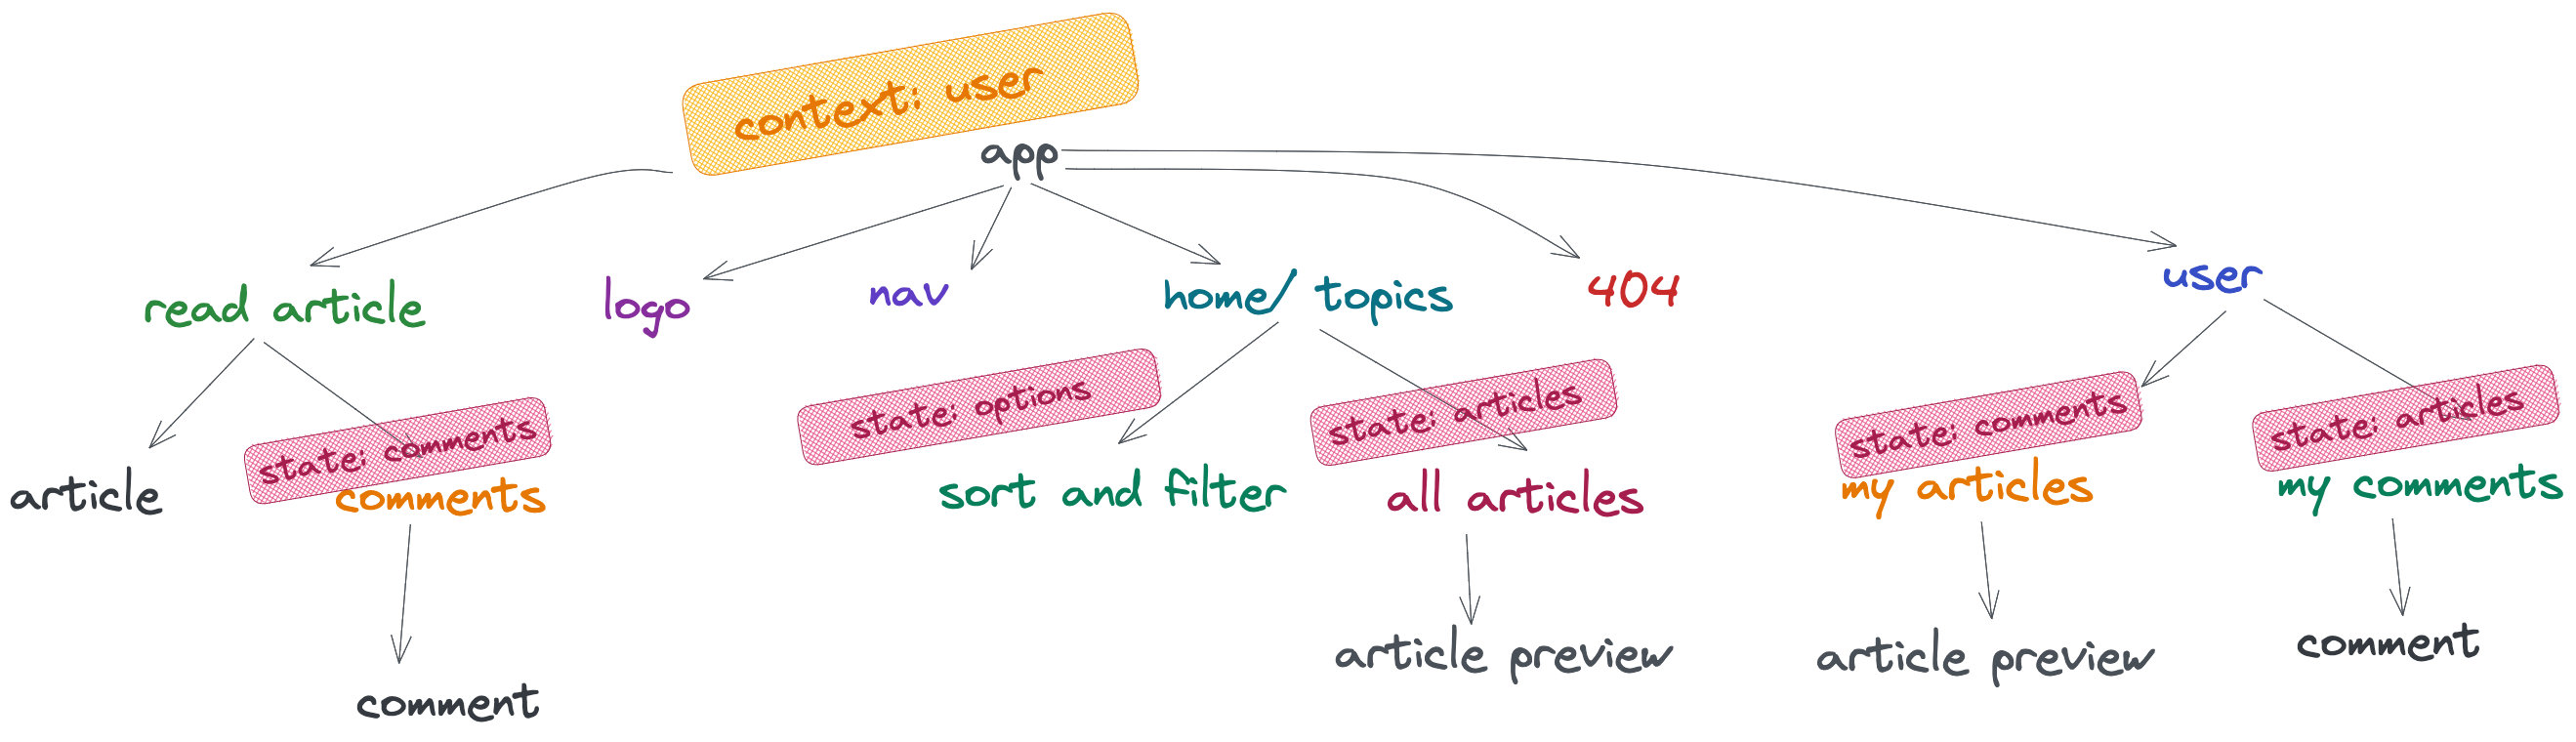 context: user
app
read article
logo
nav
home/ topics
404
user
state: comments
state: options
state: articles
state: comments
state: articles
article
comments
sort and filter
all articles
my articles
my comments
comment
article preview
article preview
comment